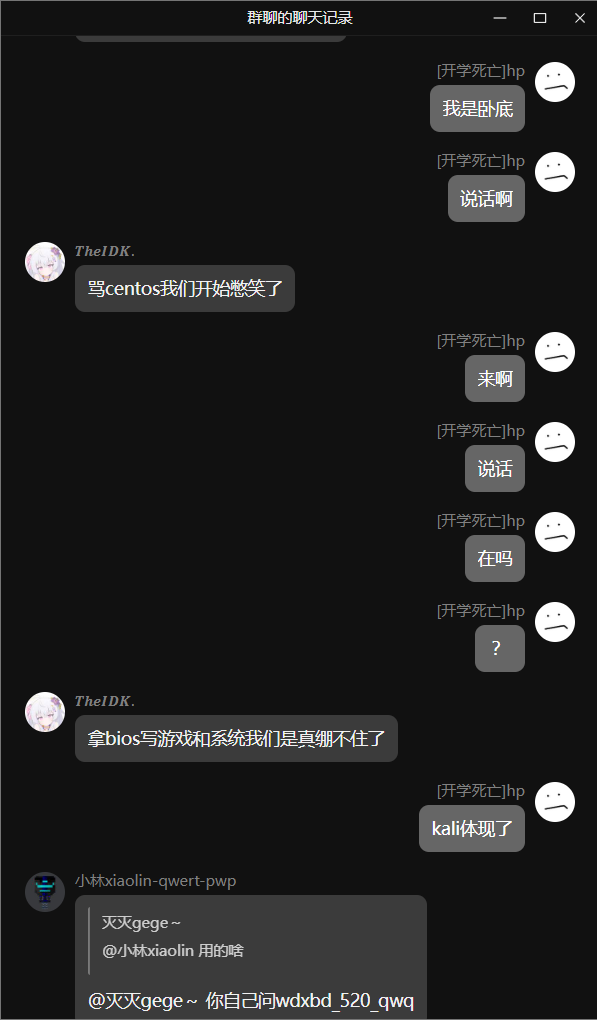 群聊的聊天记录
[开学死亡]hp
我是卧底
[开学死亡]hp
说话啊
TheIDK.
骂centos我们开始憋笑了
[开学死亡]hp
来啊
[开学死亡]hp
说话
[开学死亡]hp
在吗
[开学死亡]hp
？
TheIDK.
拿bios写游戏和系统我们是真绷不住了
[开学死亡]hp
kali体现了
小林xiaolin-qwert-pwp
灭灭gege～
@小林xiaolin 用的啥
@灭灭gege～ 你自己问wdxbd_520_qwq